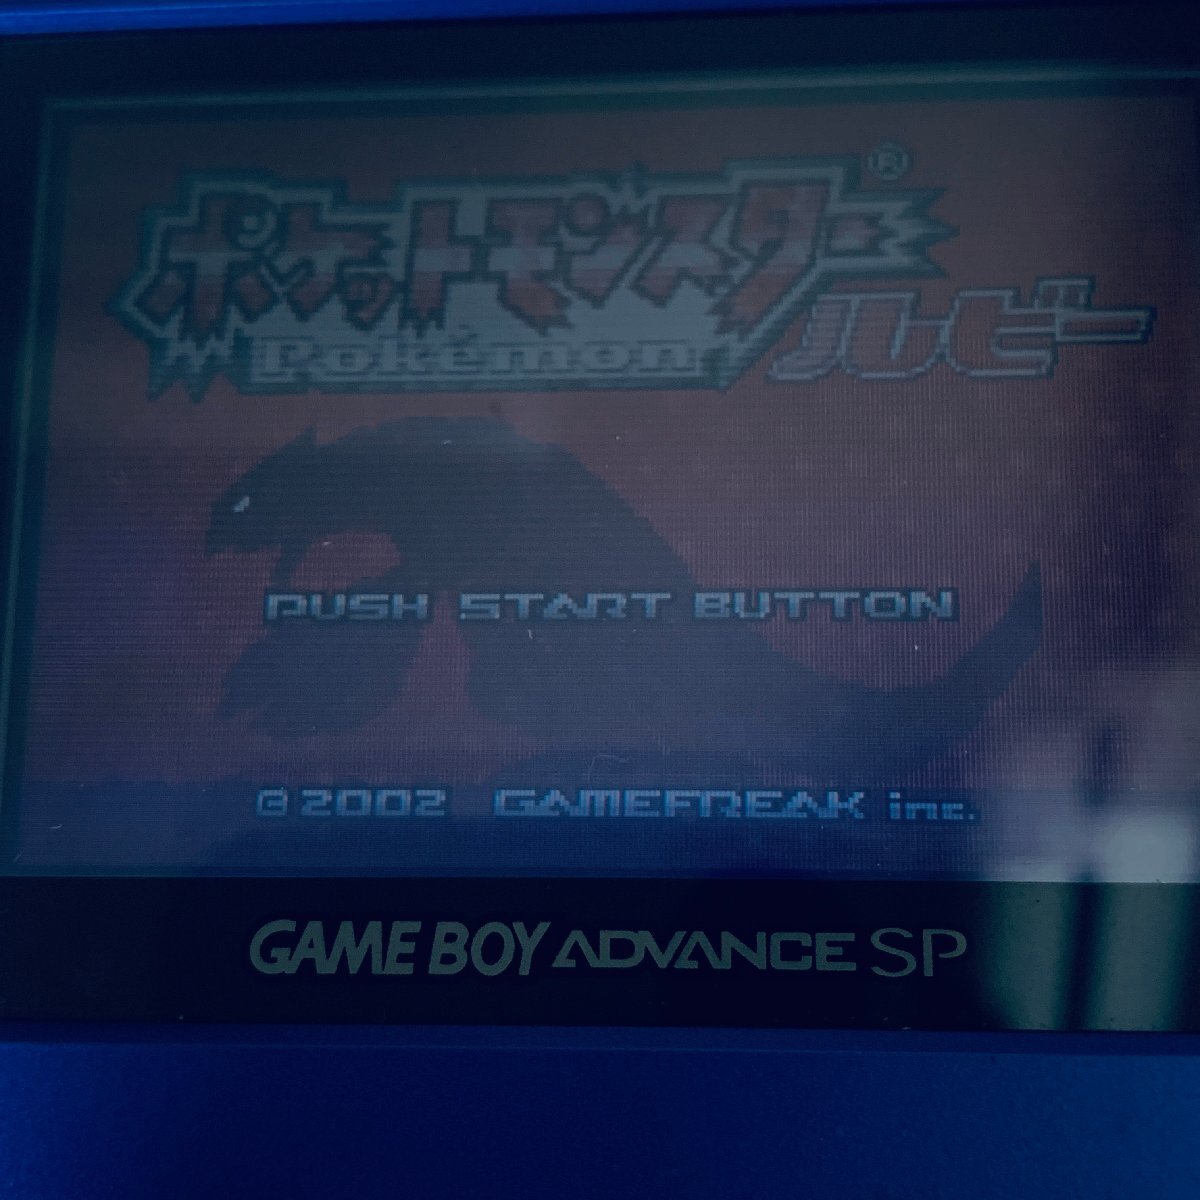 ポケットモンスター®
Pokémon
ルビー
PUSH START BUTTON
©2002 GAMEFREAK inc.
GAME BOY ADVANCE SP